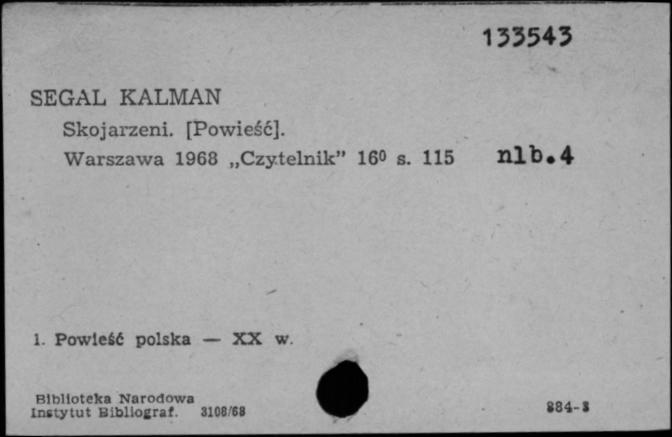 133543
SEGAL KALMAN
Skojarzeni. [Powieść].
Warszawa 1968 „Czytelnik” 16⁰ s. 115 nlb.4
1. Powieść polska — XX w.
Biblioteka Narodowa
Instytut Bibliograf. 3108/68
884-3